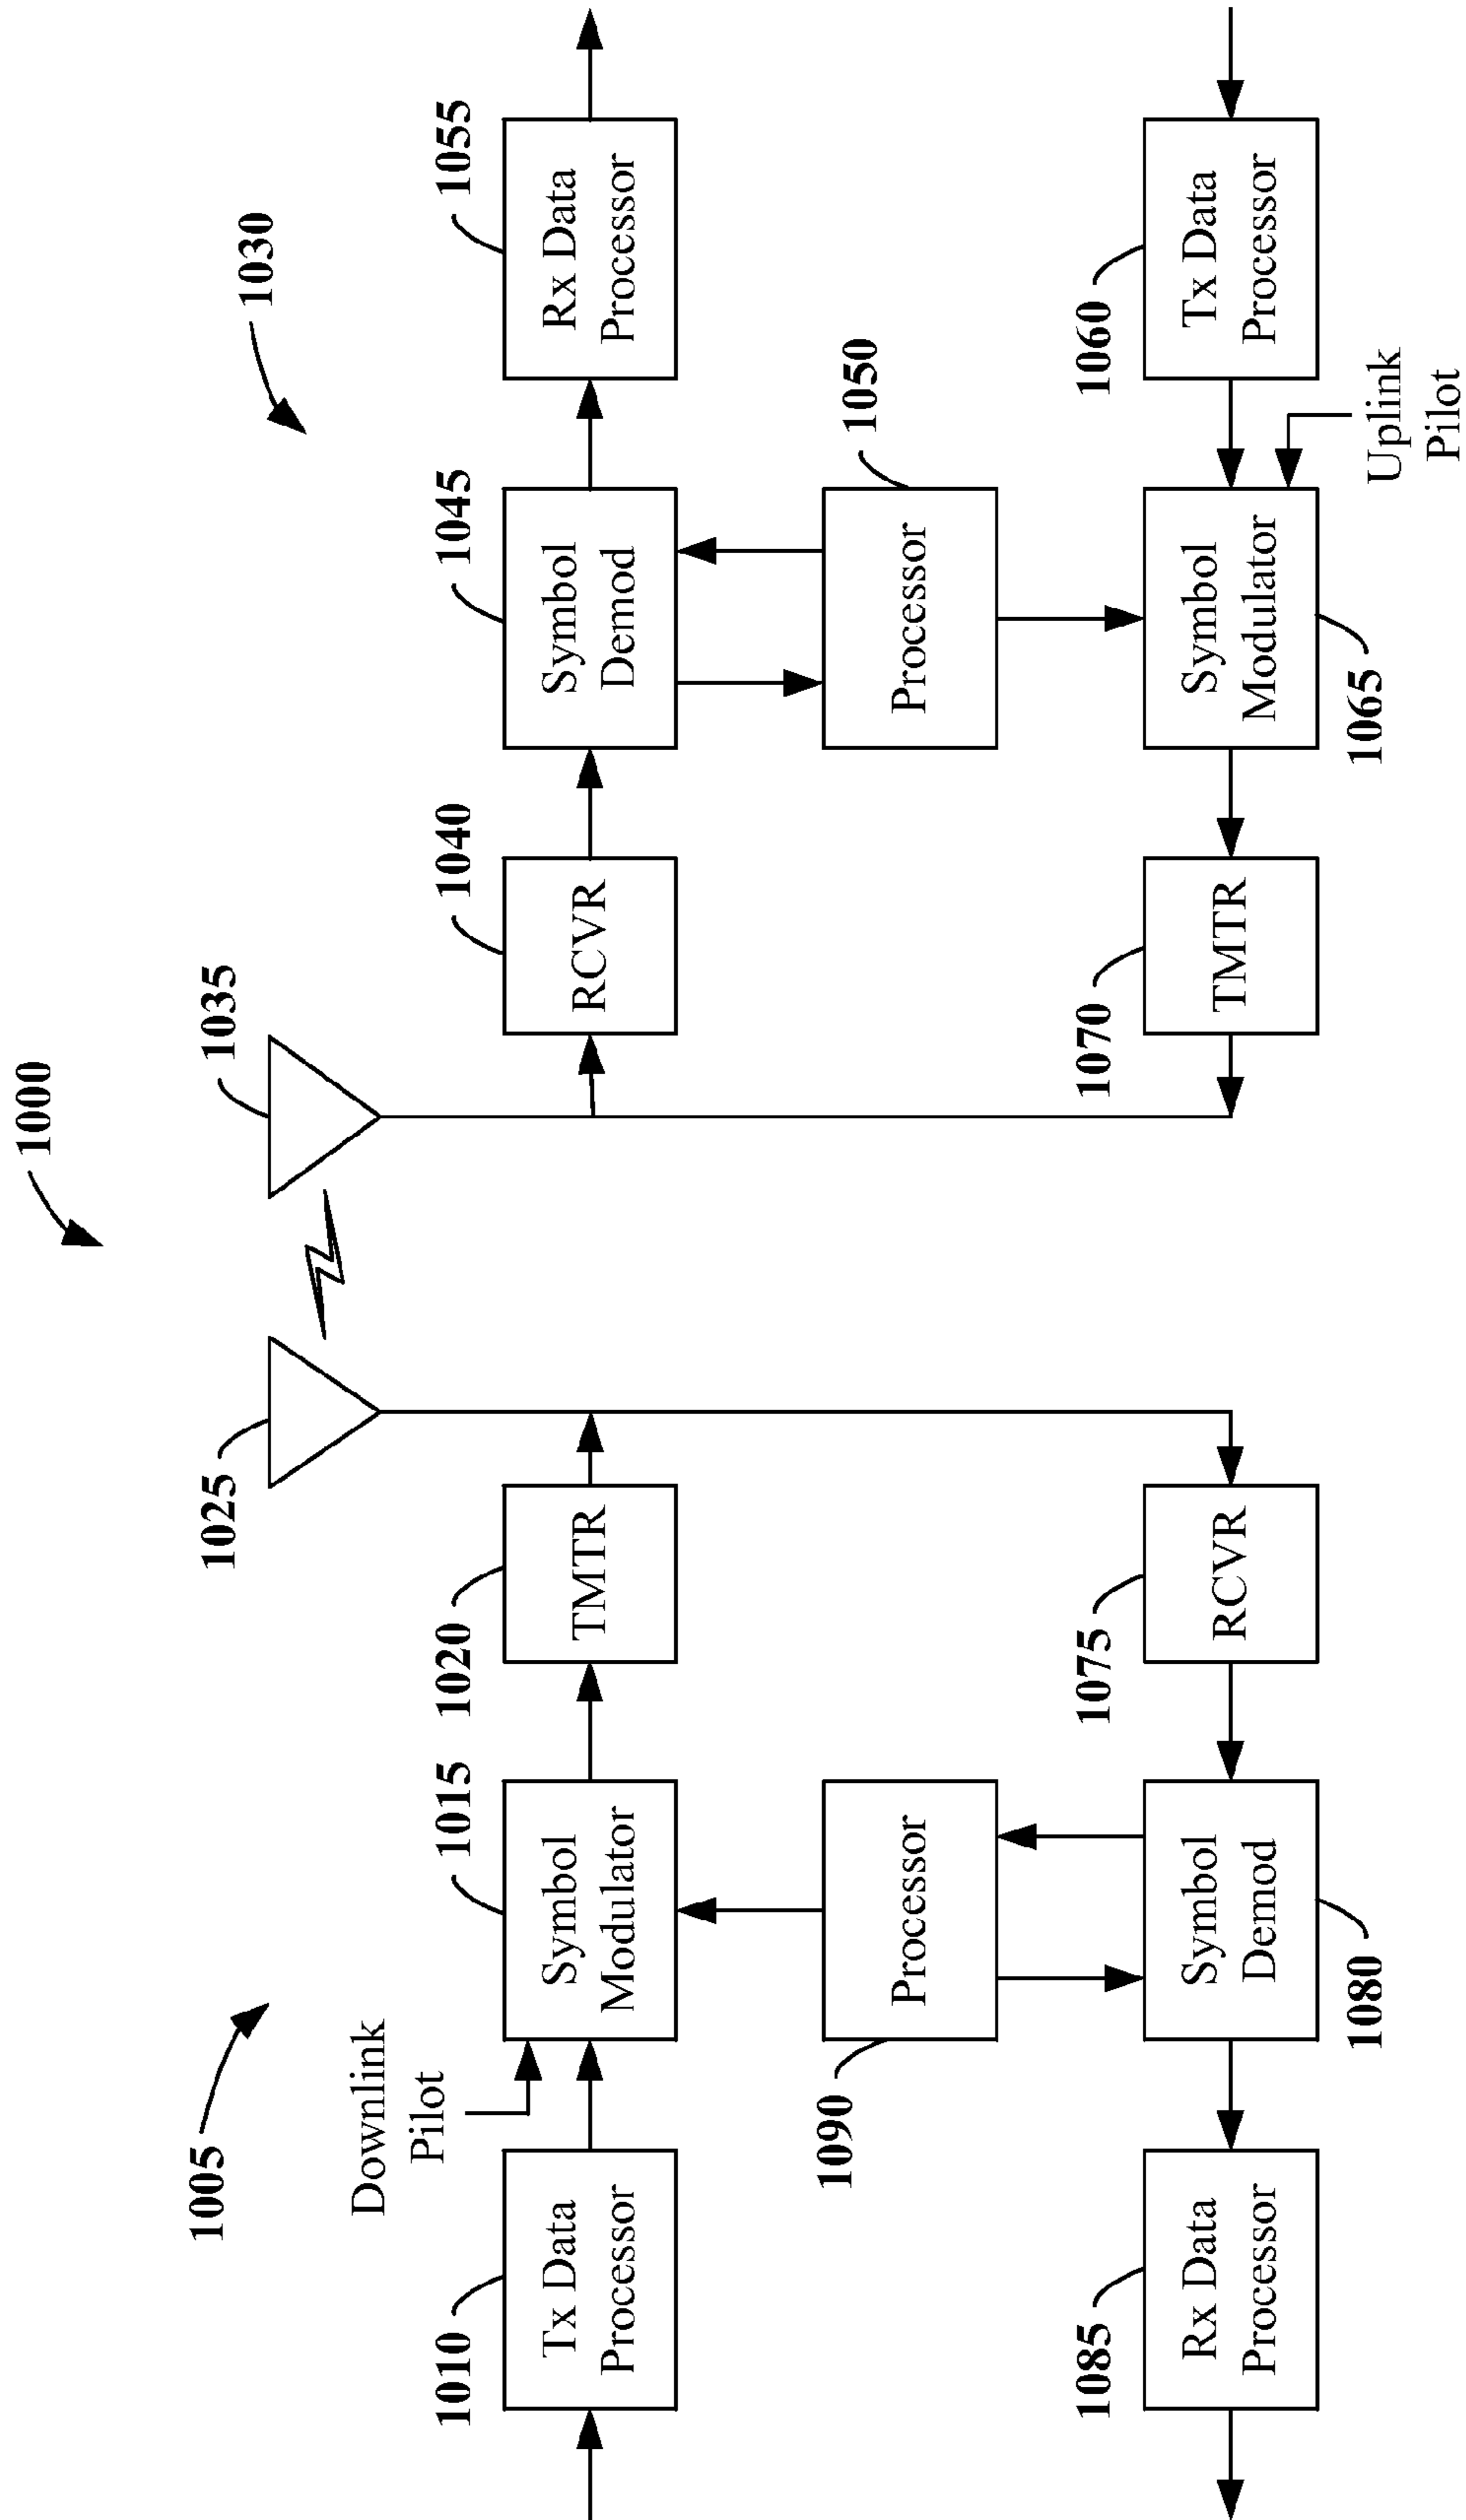 1000
1005
1030
1025
1035
Downlink
Pilot
1010
Tx Data
Processor
1015
Symbol
Modulator
1020
TMTR
1040
RCVR
1045
Symbol
Demod
1055
Rx Data
Processor
1090
Processor
1050
Processor
1085
Rx Data
Processor
1080
Symbol
Demod
1075
RCVR
1070
TMTR
1065
Symbol
Modulator
1060
Tx Data
Processor
Uplink
Pilot